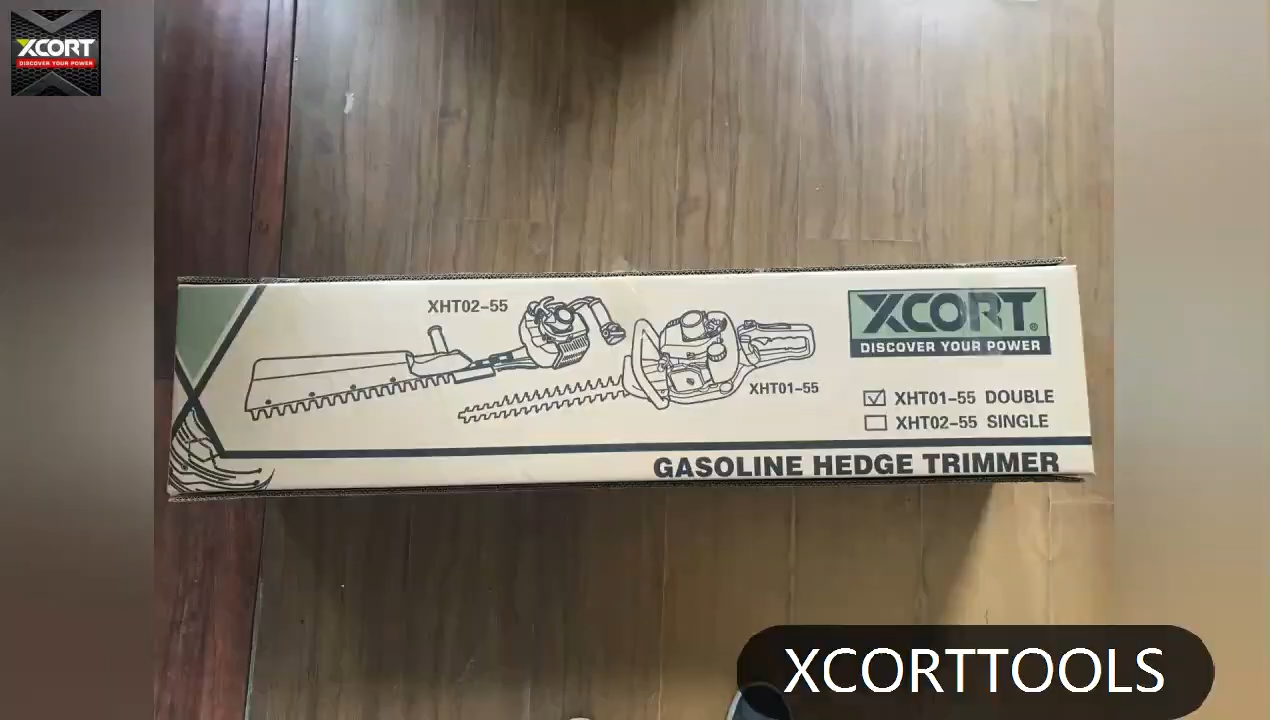 XCORT
DISCOVER YOUR POWER
XHT02-55
XCORT®
DISCOVER YOUR POWER
XHT01-55
XHT01-55 DOUBLE
XHT02-55 SINGLE
GASOLINE HEDGE TRIMMER
XCORTTOOLS